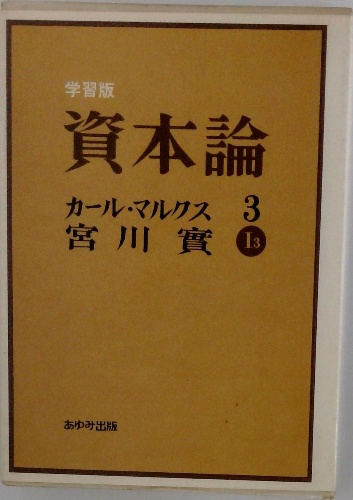 学習版
資本論
カール・マルクス 3
宮川實 I3
あゆみ出版